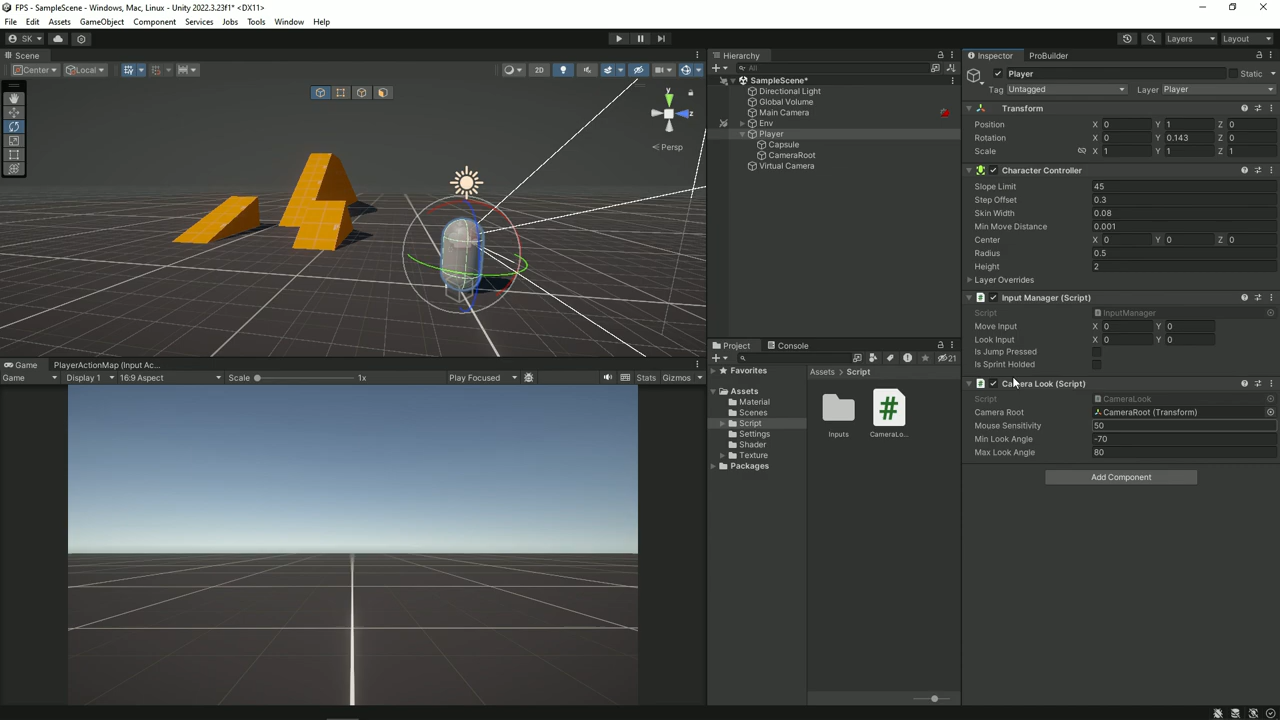 FPS - SampleScene - Windows, Mac, Linux - Unity 2022.3.23f1* <DX11>
File Edit Assets GameObject Component Services Jobs Tools Window Help
SK
Layers Layout
Scene
Center Local 2D
y
z
Persp
Game PlayerActionMap (Input Ac...
Game Display 1 16:9 Aspect Scale 1x Play Focused Stats Gizmos
Hierarchy
All
SampleScene*
Directional Light
Global Volume
Main Camera
Env
Player
Capsule
CameraRoot
Virtual Camera
Project Console
21
Favorites
Assets
Material
Scenes
Script
Settings
Shader
Texture
Packages
Assets > Script
Inputs
CameraLo...
Inspector ProBuilder
Player Static
Tag Untagged Layer Player
Transform
Position X 0 Y 1 Z 0
Rotation X 0 Y 0.143 Z 0
Scale X 1 Y 1 Z 1
Character Controller
Slope Limit 45
Step Offset 0.3
Skin Width 0.08
Min Move Distance 0.001
Center X 0 Y 0 Z 0
Radius 0.5
Height 2
Layer Overrides
Input Manager (Script)
Script InputManager
Move Input X 0 Y 0
Look Input X 0 Y 0
Is Jump Pressed
Is Sprint Holded
Camera Look (Script)
Script CameraLook
Camera Root CameraRoot (Transform)
Mouse Sensitivity 50
Min Look Angle -70
Max Look Angle 80
Add Component